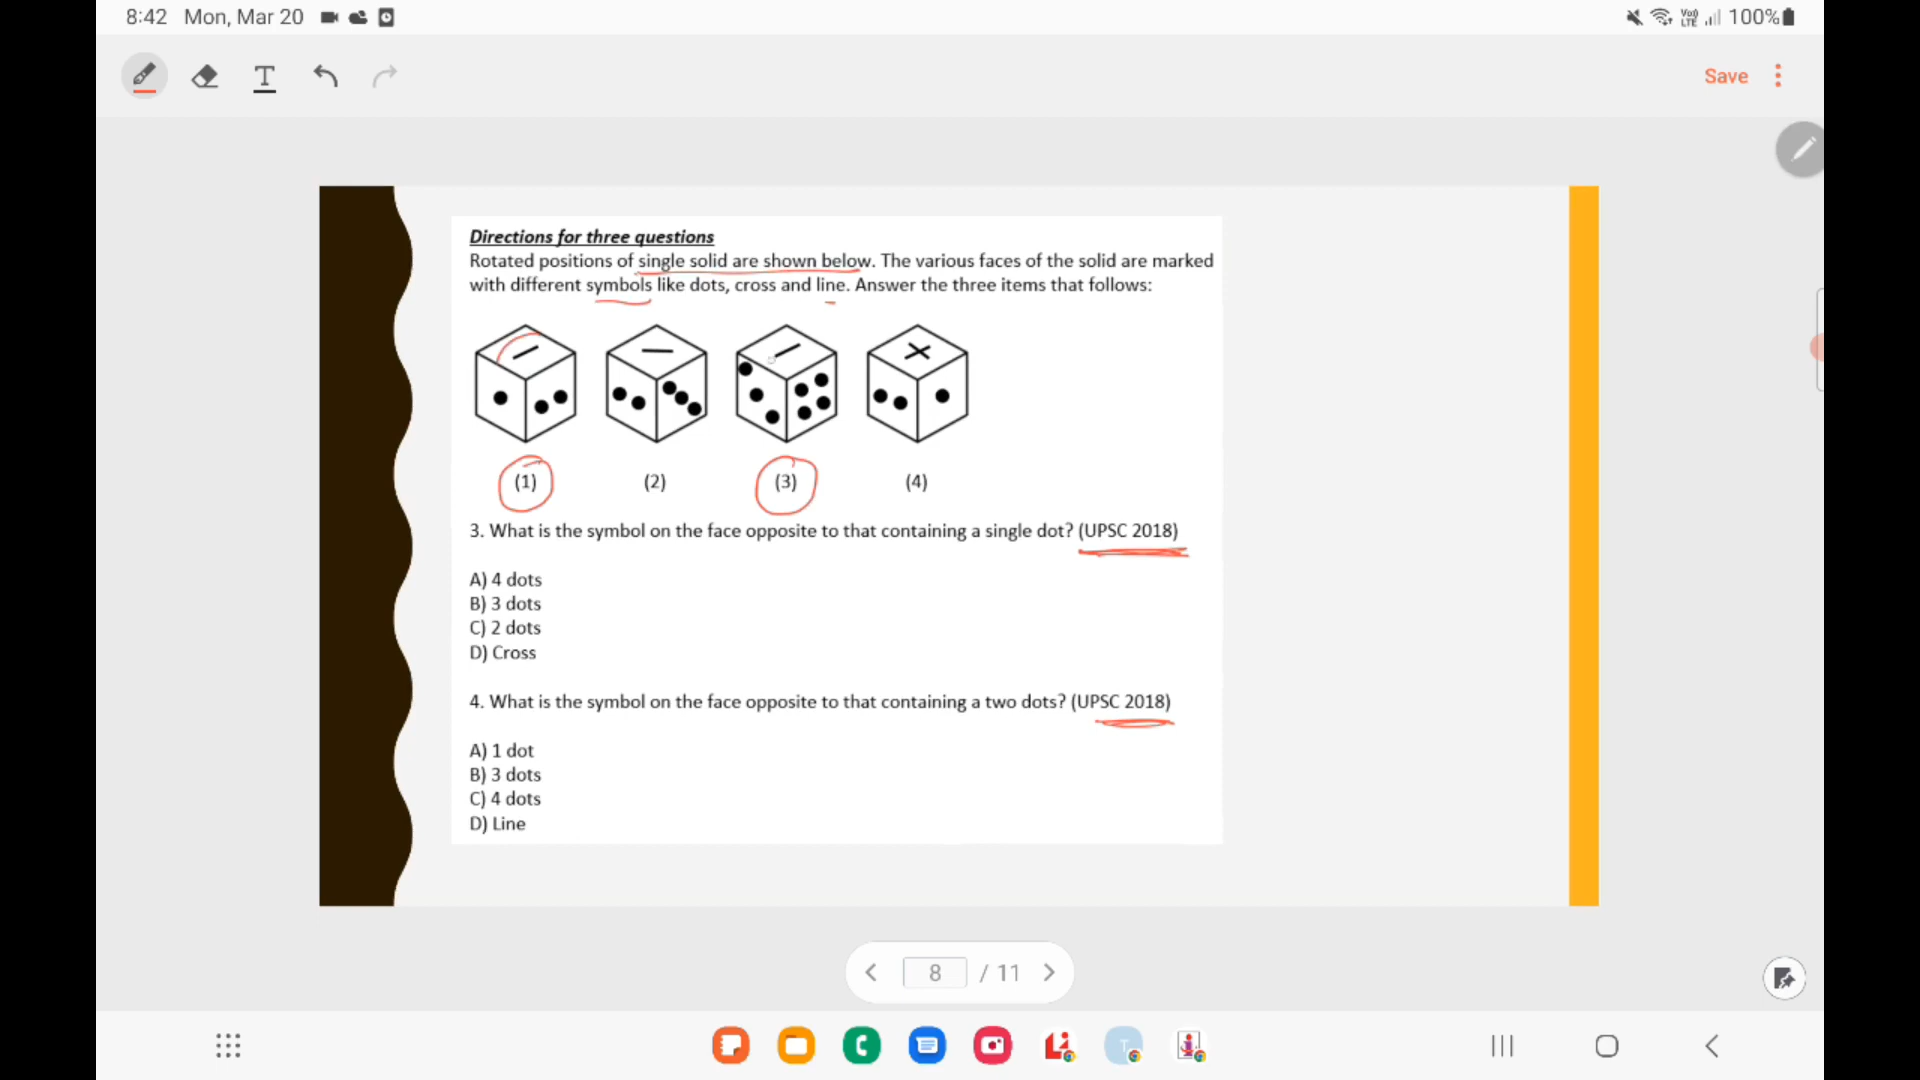 8:42 Mon, Mar 20
Vo)) LTE 100%
T
Save
Directions for three questions
Rotated positions of single solid are shown below. The various faces of the solid are marked
with different symbols like dots, cross and line. Answer the three items that follows:
(1) (2) (3) (4)
3. What is the symbol on the face opposite to that containing a single dot? (UPSC 2018)
A) 4 dots
B) 3 dots
C) 2 dots
D) Cross
4. What is the symbol on the face opposite to that containing a two dots? (UPSC 2018)
A) 1 dot
B) 3 dots
C) 4 dots
D) Line
8 / 11
T